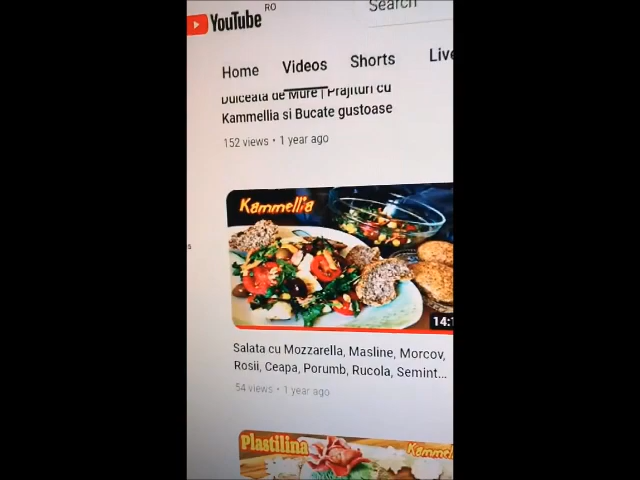 RO
YouTube
Search
Home Videos Shorts Live
Dulceata de Mure | Prajituri cu
Kammellia si Bucate gustoase
152 views • 1 year ago
Kammellia
14:1
Salata cu Mozzarella, Masline, Morcov,
Rosii, Ceapa, Porumb, Rucola, Semint...
54 views • 1 year ago
Plastilina
Kammel